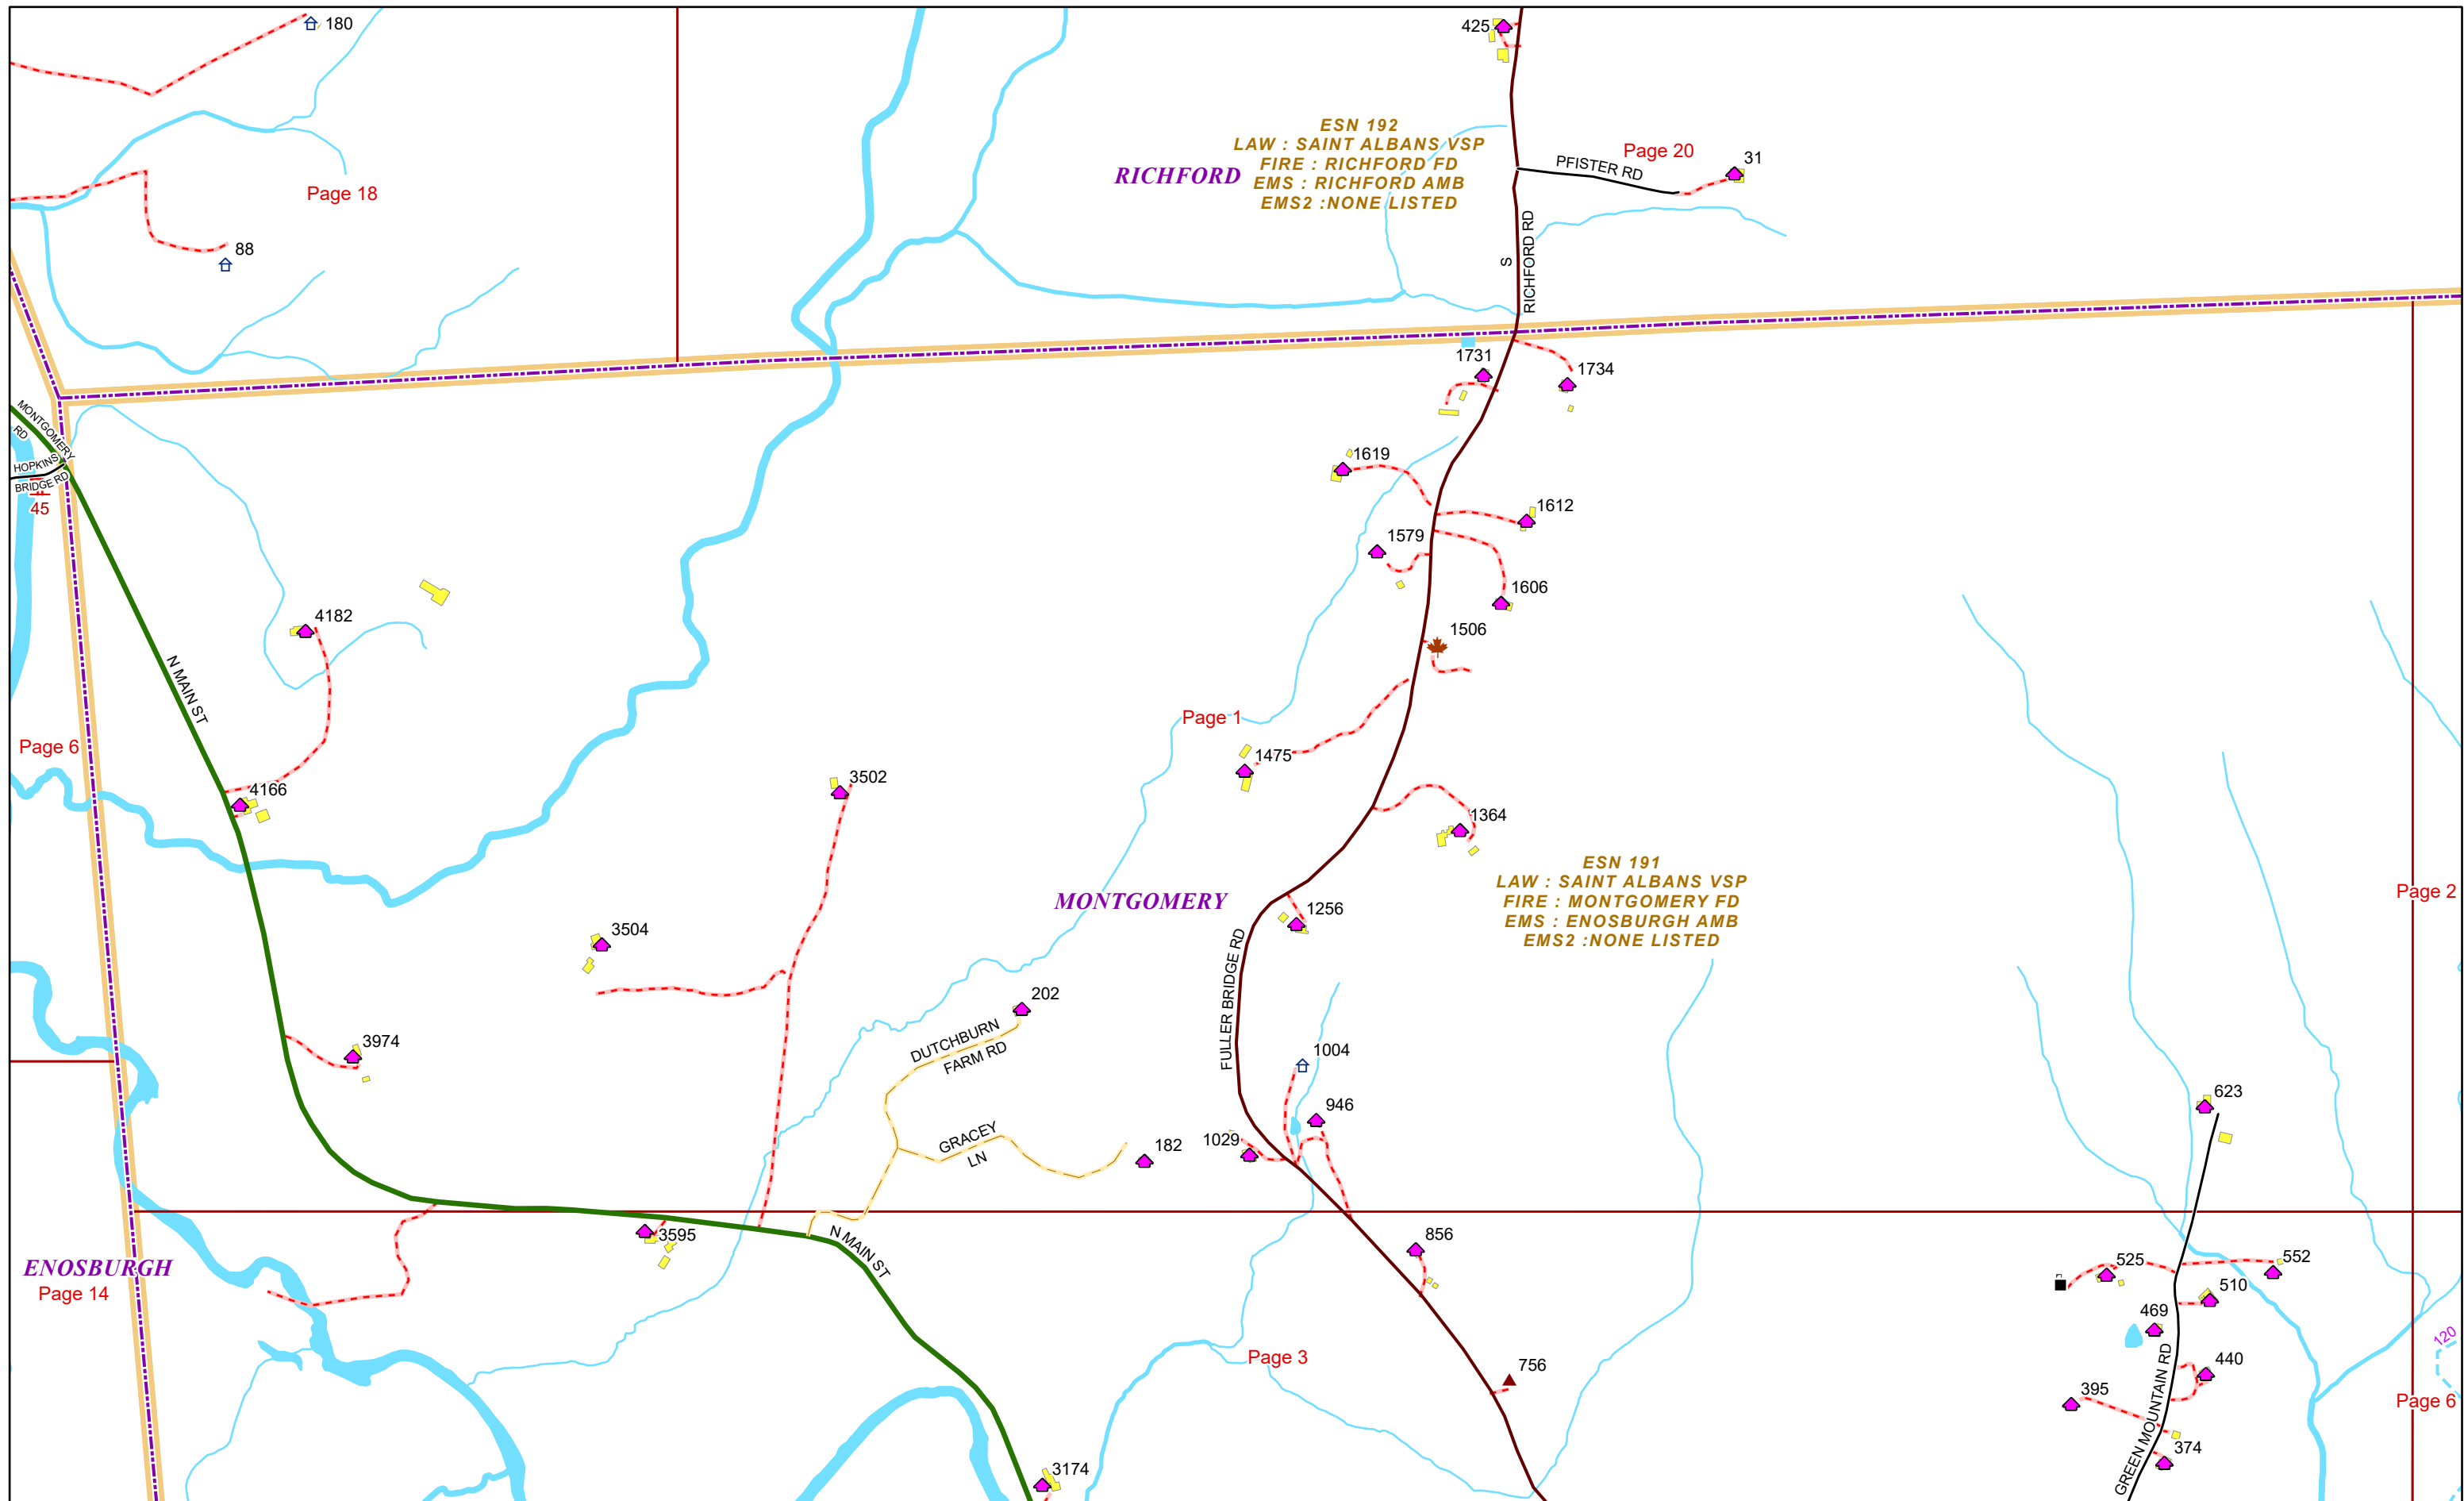 180
425
ESN 192
LAW : SAINT ALBANS VSP
FIRE : RICHFORD FD
EMS : RICHFORD AMB
EMS2 :NONE LISTED
RICHFORD
Page 20
PFISTER RD
31
Page 18
88
S
RICHFORD RD
1731
1734
MONTGOMERY
RD
HOPKINS
BRIDGE RD
45
1619
1612
1579
1606
4182
1506
N MAIN ST
Page 1
Page 6
1475
4166
3502
1364
ESN 191
LAW : SAINT ALBANS VSP
FIRE : MONTGOMERY FD
EMS : ENOSBURGH AMB
EMS2 :NONE LISTED
Page 2
MONTGOMERY
1256
3504
FULLER BRIDGE RD
202
DUTCHBURN
FARM RD
3974
1004
946
623
GRACEY
LN
182
1029
3595
N MAIN ST
856
525
552
ENOSBURGH
Page 14
510
469
120
Page 3
756
440
395
Page 6
GREEN MOUNTAIN RD
374
3174